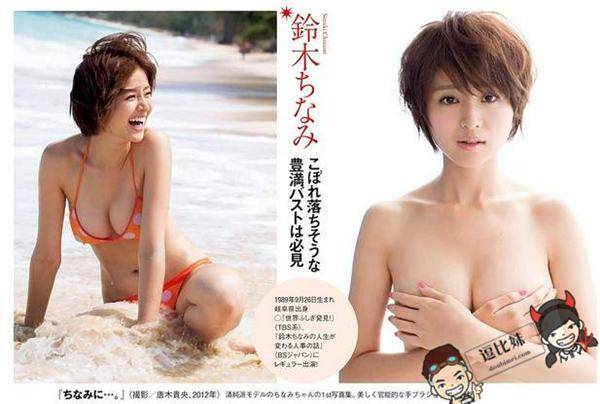 Suzuki Chinami
鈴木ちなみ
こぼれ落ちそうな
豊満バストは必見
1989年9月26日生まれ
岐阜県出身
○『世界ふしぎ発見!』
(TBS系)、
『鈴木ちなみの人生が
変わる人事の話』
(BSジャパン)に
レギュラー出演!
『ちなみに…。』(撮影/唐木貴央、2012年) 清純派モデルのちなみちゃんの1st写真集。美しく官能的な手ブラショ
逗比妹
doubimei.com